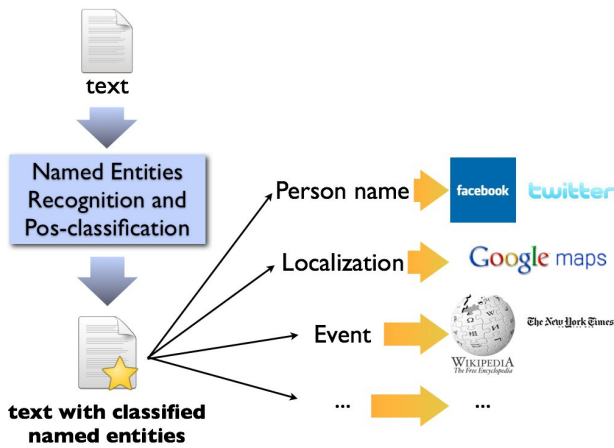 text
Named Entities
Recognition and
Pos-classification
Person name
facebook
twitter
Localization
Google maps
Event
WIKIPEDIA
The Free Encyclopedia
The New York Times
...
...
text with classified
named entities